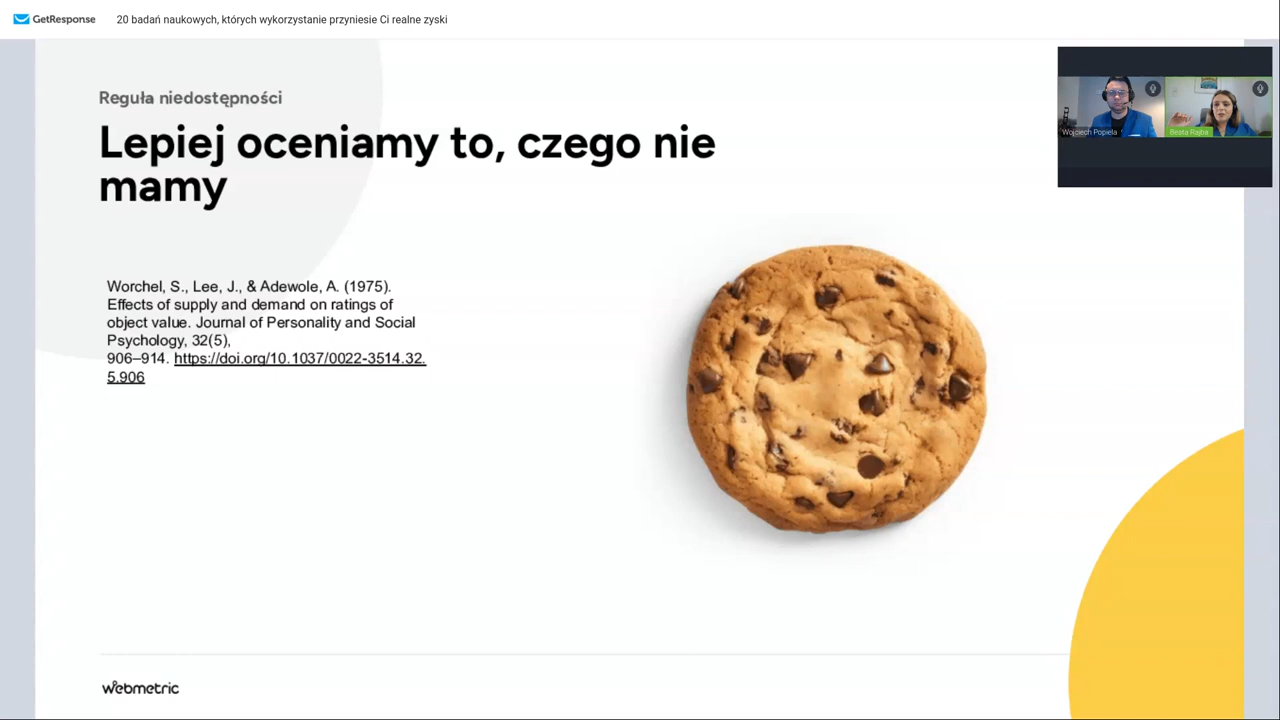 GetResponse
20 badań naukowych, których wykorzystanie przyniesie Ci realne zyski
Reguła niedostępności
Lepiej oceniamy to, czego nie
mamy
Worchel, S., Lee, J., & Adewole, A. (1975).
Effects of supply and demand on ratings of
object value. Journal of Personality and Social
Psychology, 32(5),
906–914. https://doi.org/10.1037/0022-3514.32.
5.906
Wojciech Popiela
Beata Rajba
webmetric